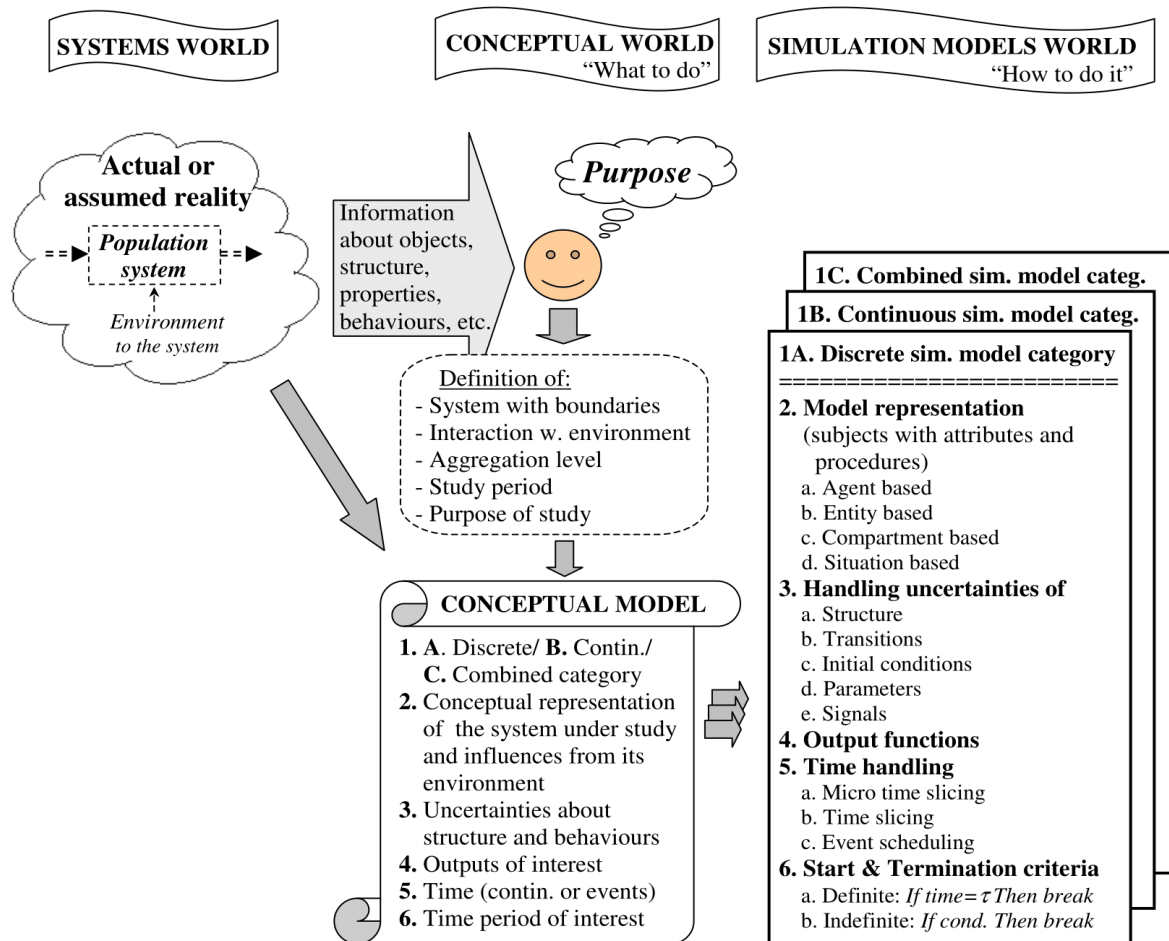 SYSTEMS WORLD
CONCEPTUAL WORLD
“What to do”
SIMULATION MODELS WORLD
“How to do it”
Actual or
assumed reality
Population
system
Environment
to the system
Information
about objects,
structure,
properties,
behaviours, etc.
Purpose
Definition of:
- System with boundaries
- Interaction w. environment
- Aggregation level
- Study period
- Purpose of study
CONCEPTUAL MODEL
1. A. Discrete/ B. Contin./
C. Combined category
2. Conceptual representation
of the system under study
and influences from its
environment
3. Uncertainties about
structure and behaviours
4. Outputs of interest
5. Time (contin. or events)
6. Time period of interest
1C. Combined sim. model categ.
1B. Continuous sim. model categ.
1A. Discrete sim. model category
=========================
2. Model representation
(subjects with attributes and
procedures)
a. Agent based
b. Entity based
c. Compartment based
d. Situation based
3. Handling uncertainties of
a. Structure
b. Transitions
c. Initial conditions
d. Parameters
e. Signals
4. Output functions
5. Time handling
a. Micro time slicing
b. Time slicing
c. Event scheduling
6. Start & Termination criteria
a. Definite: If time= τ Then break
b. Indefinite: If cond. Then break